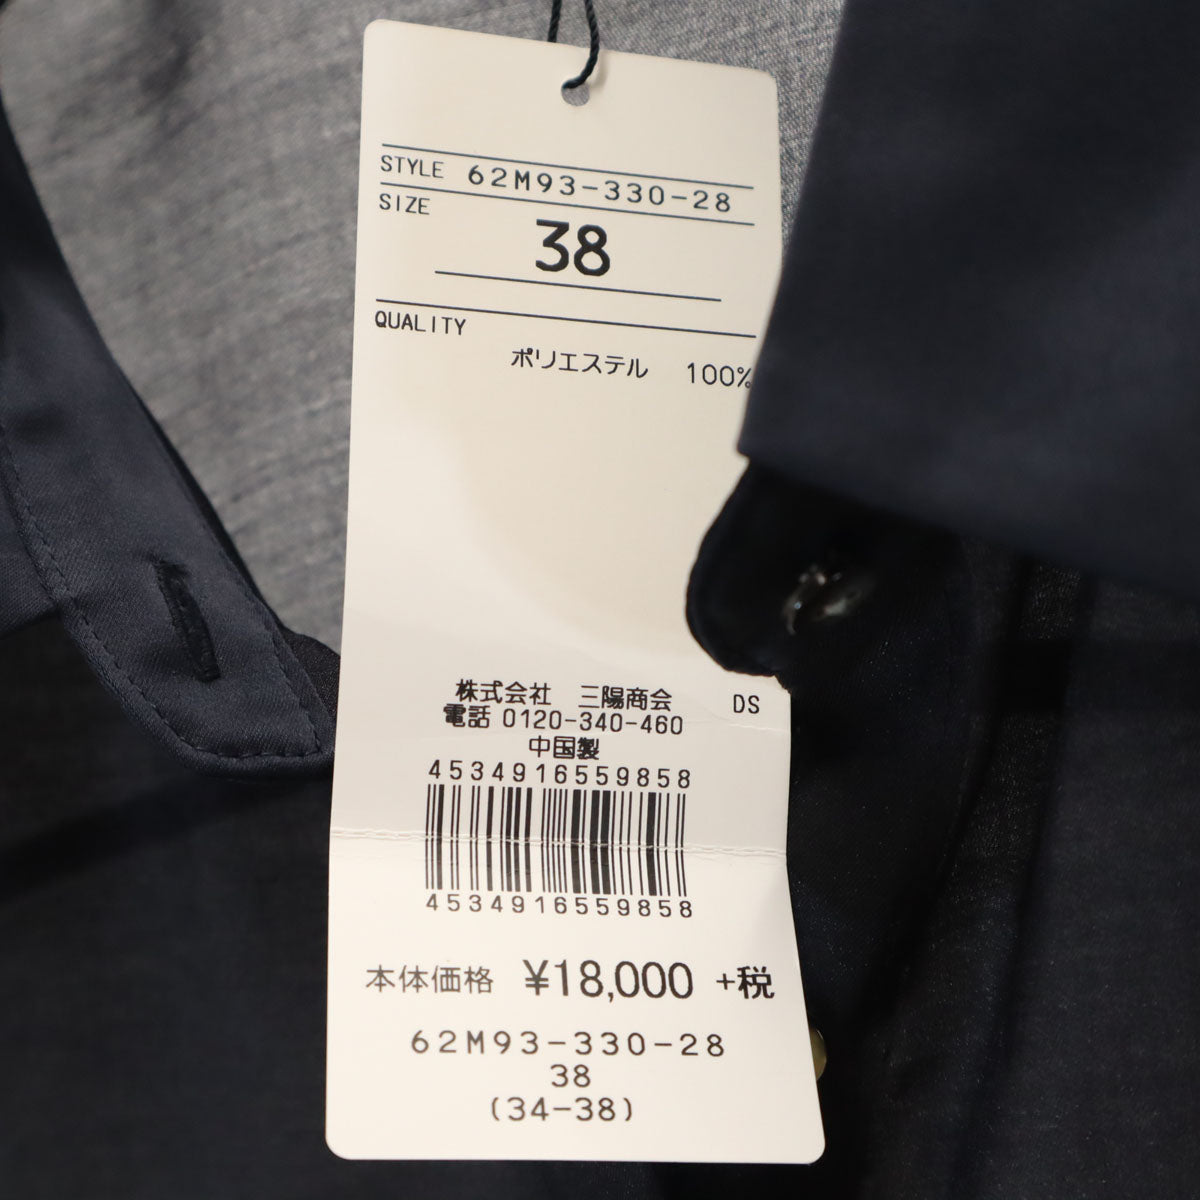 STYLE 62M93-330-28
SIZE
38
QUALITY
ポリエステル 100%
株式会社 三陽商会 DS
電話 0120-340-460
中国製
4534916559858
4534916559858
本体価格 ¥18,000 +税
62M93-330-28
38
(34-38)